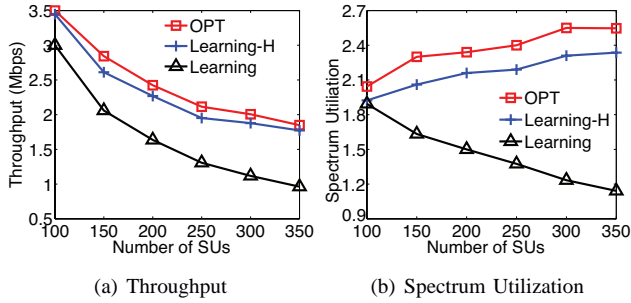 Throughput (Mbps)
3.5
3
2.5
2
1.5
1
0.5
100 150 200 250 300 350
Number of SUs
OPT
Learning-H
Learning
(a) Throughput
Spectrum Utiliation
2.7
2.4
2.1
1.8
1.5
1.2
0.9
100 150 200 250 300 350
Number of SUs
OPT
Learning-H
Learning
(b) Spectrum Utilization